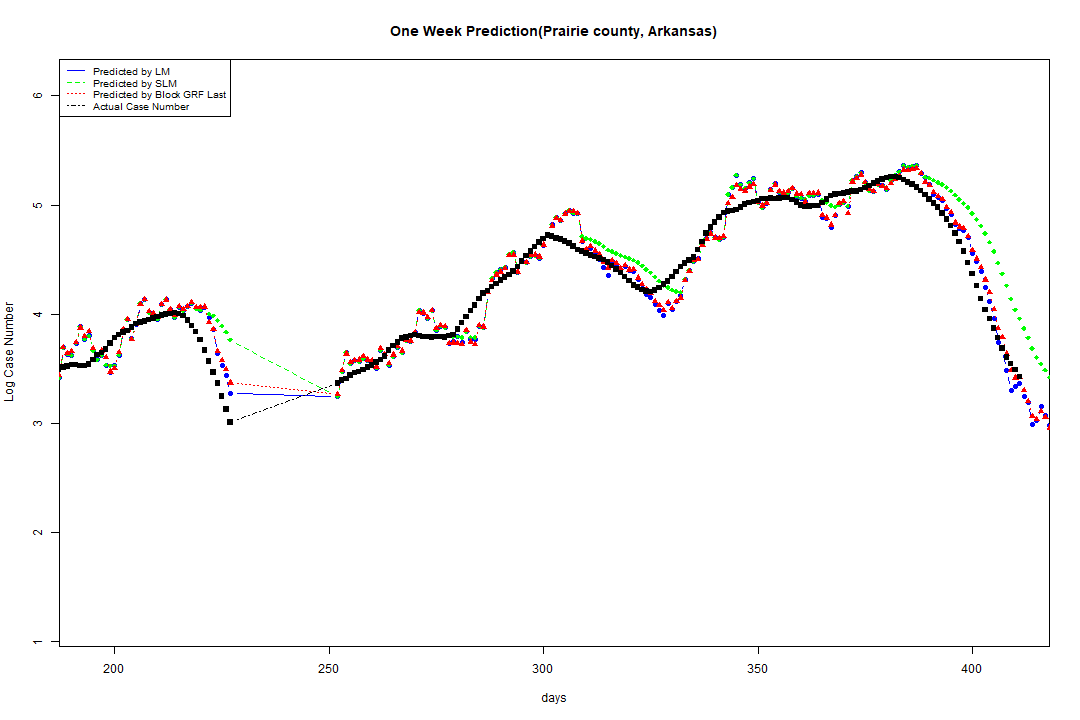 One Week Prediction(Prairie county, Arkansas)
Predicted by LM
Predicted by SLM
Predicted by Block GRF Last
Actual Case Number
6
5
4
3
2
1
Log Case Number
200 250 300 350 400
days